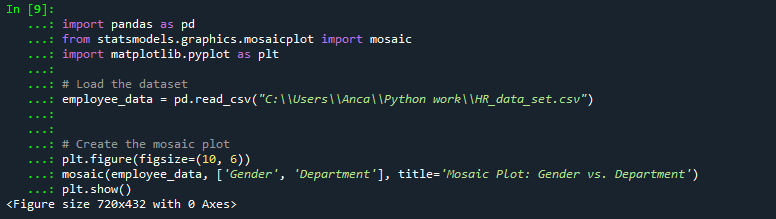 In [9]:
   ...: import pandas as pd
   ...: from statsmodels.graphics.mosaicplot import mosaic
   ...: import matplotlib.pyplot as plt
   ...:
   ...: # Load the dataset
   ...: employee_data = pd.read_csv("C:\\Users\\Anca\\Python work\\HR_data_set.csv")
   ...:
   ...:
   ...: # Create the mosaic plot
   ...: plt.figure(figsize=(10, 6))
   ...: mosaic(employee_data, ['Gender', 'Department'], title='Mosaic Plot: Gender vs. Department')
   ...: plt.show()
<Figure size 720x432 with 0 Axes>